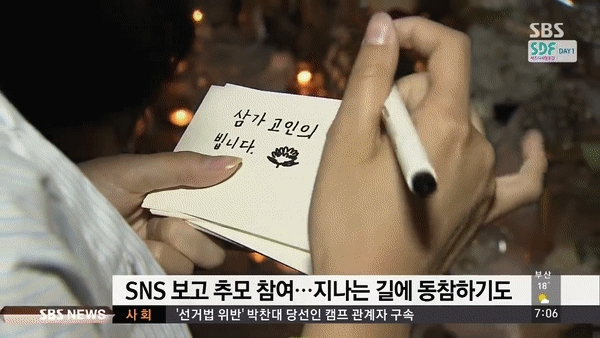 SBS
SDF DAY 1
삼가 고인의
빕니다.
SNS 보고 추모 참여…지나는 길에 동참하기도
부산
18°
SBS NEWS
사 회
'선거법 위반' 박찬대 당선인 캠프 관계자 구속
7:06